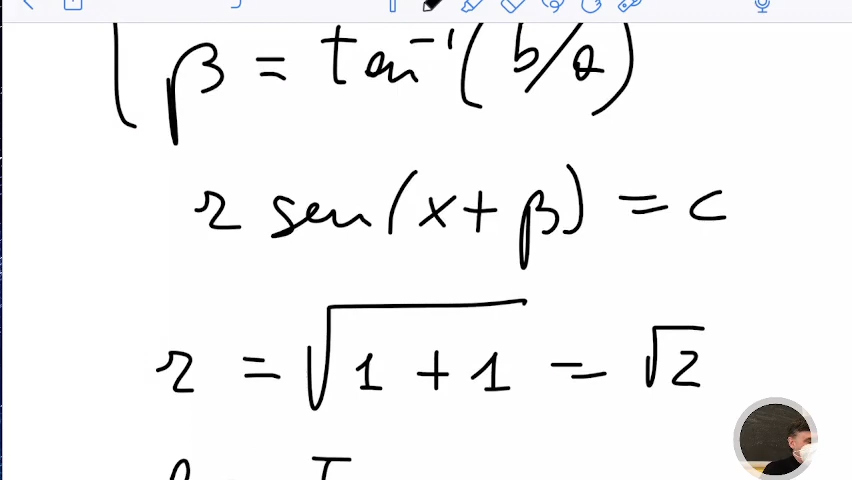 β = tan⁻¹(b/a)
r sen(x+β) = c
r = √1+1 = √2